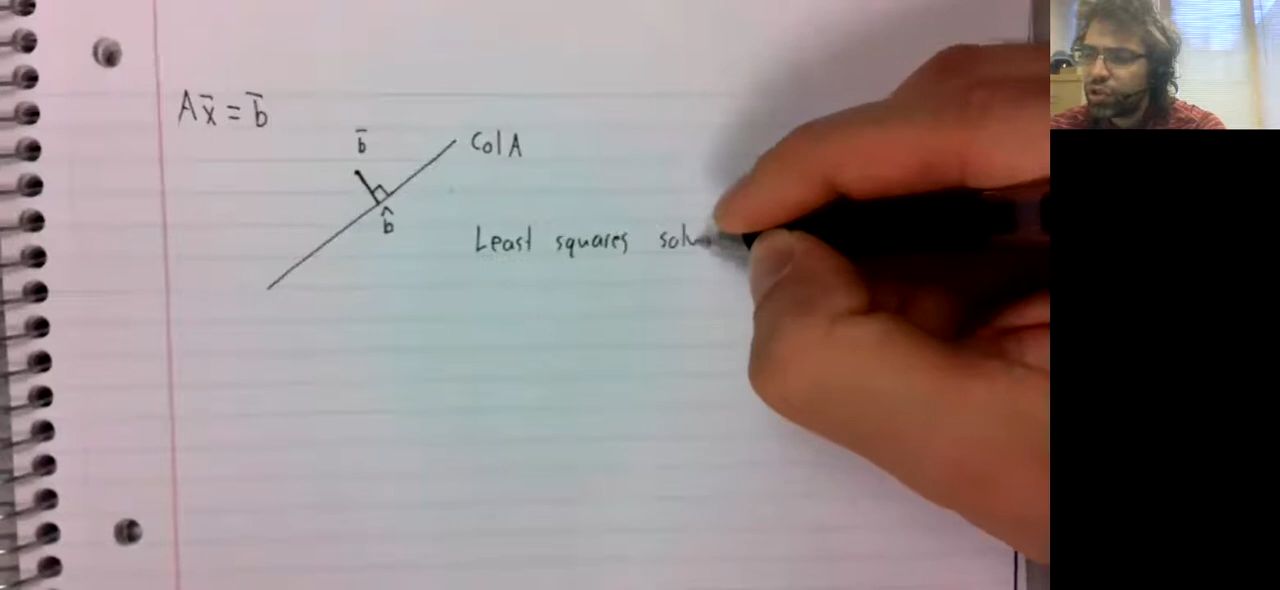 Ax̄ = b̄
b̄
Col A
b̂
Least squares